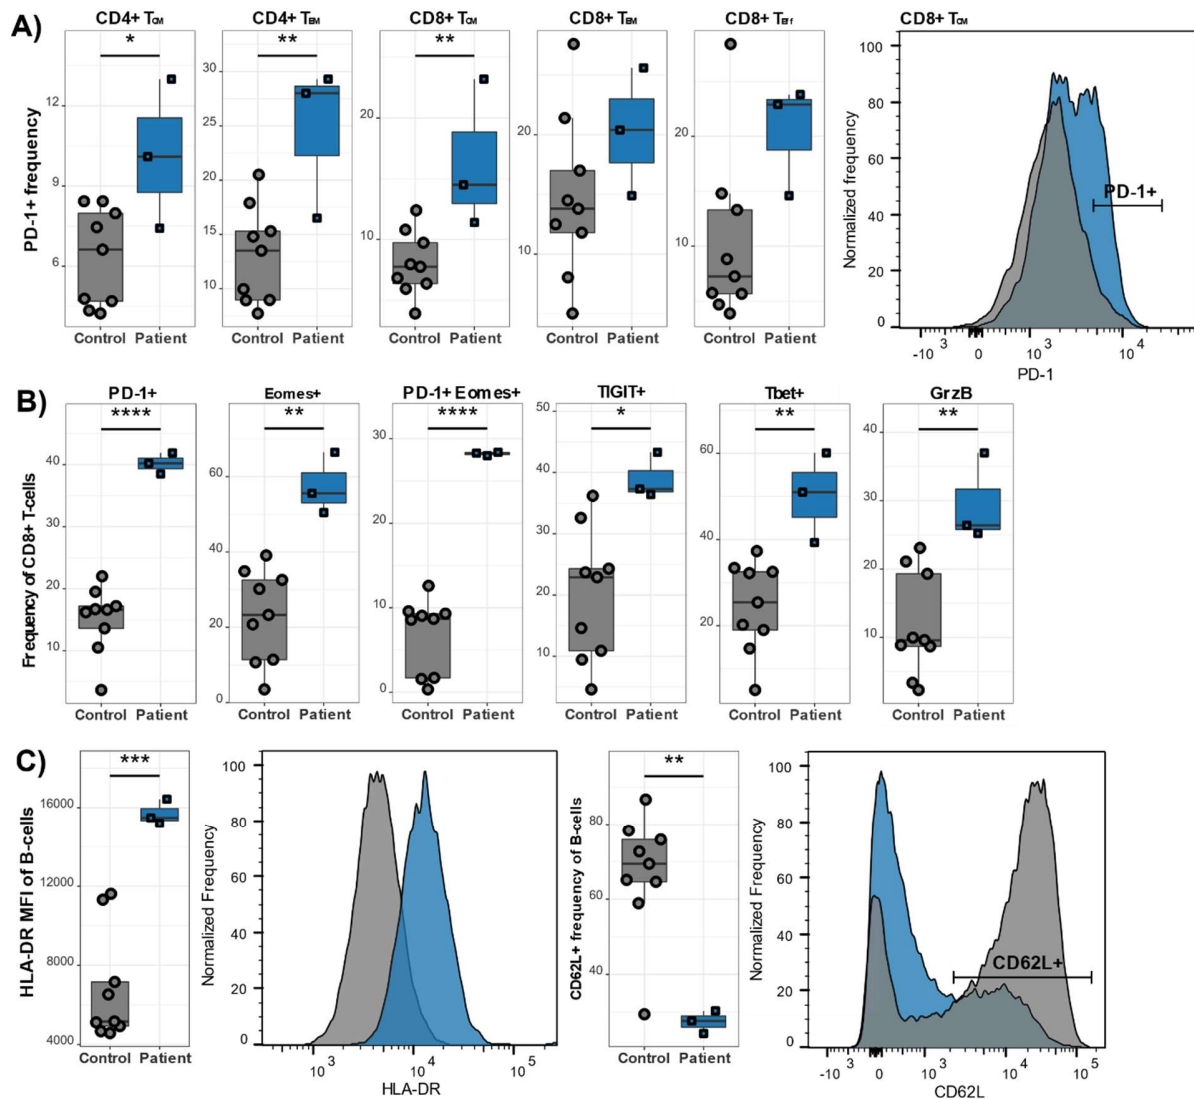 A)
CD4+ TCM
CD4+ TEM
CD8+ TCM
CD8+ TEM
CD8+ TEff
CD8+ TCM
*
**
**
PD-1+ frequency
12
9
6
Control Patient
30
25
20
15
10
Control Patient
20
10
Control Patient
20
10
Control Patient
20
10
Control Patient
Normalized frequency
100
80
60
40
20
0
PD-1+
-10 3 0 10 3 10 4
PD-1
B)
PD-1+
Eomes+
PD-1+ Eomes+
TIGIT+
Tbet+
GrzB
****
**
****
*
**
**
Frequency of CD8+ T-cells
40
30
20
10
Control Patient
60
40
20
0
Control Patient
30
20
10
0
Control Patient
50
40
30
20
10
Control Patient
60
40
20
Control Patient
30
20
10
Control Patient
C)
***
HLA-DR MFI of B-cells
16000
12000
8000
4000
Control Patient
Normalized Frequency
100
80
60
40
20
0
10 3 10 4 10 5
HLA-DR
**
CD62L+ frequency of B-cells
80
60
40
Control Patient
Normalized Frequency
100
80
60
40
20
0
CD62L+
-10 3 0 10 3 10 4 10 5
CD62L